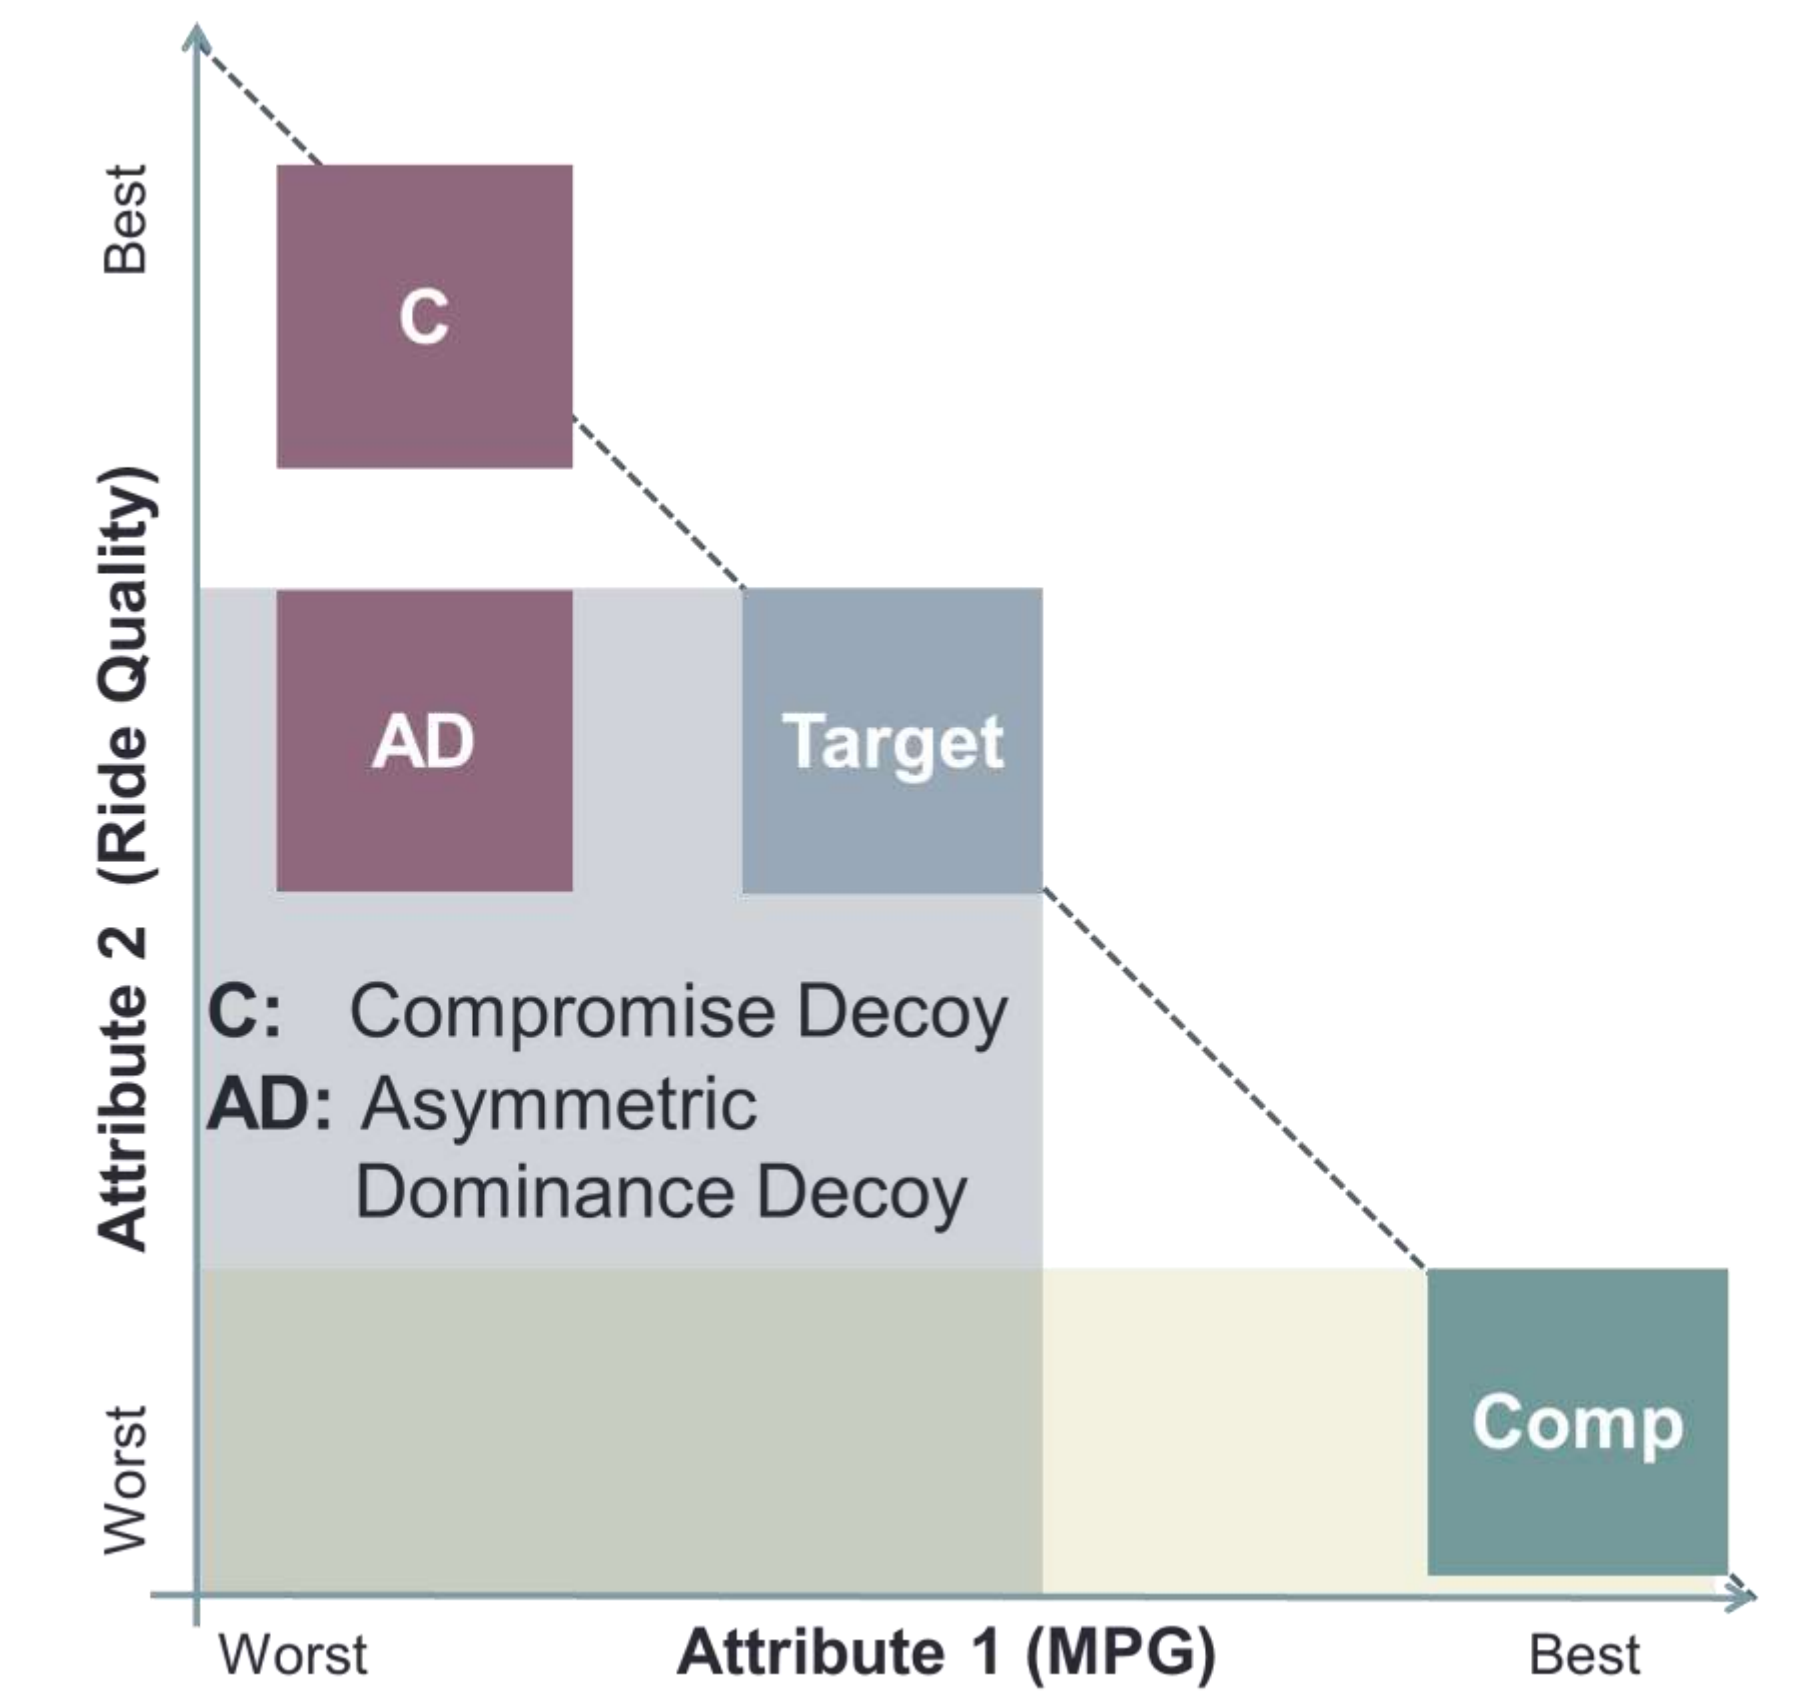 Best
C
Attribute 2 (Ride Quality)
AD
Target
C: Compromise Decoy
AD: Asymmetric
Dominance Decoy
Worst
Comp
Worst
Attribute 1 (MPG)
Best